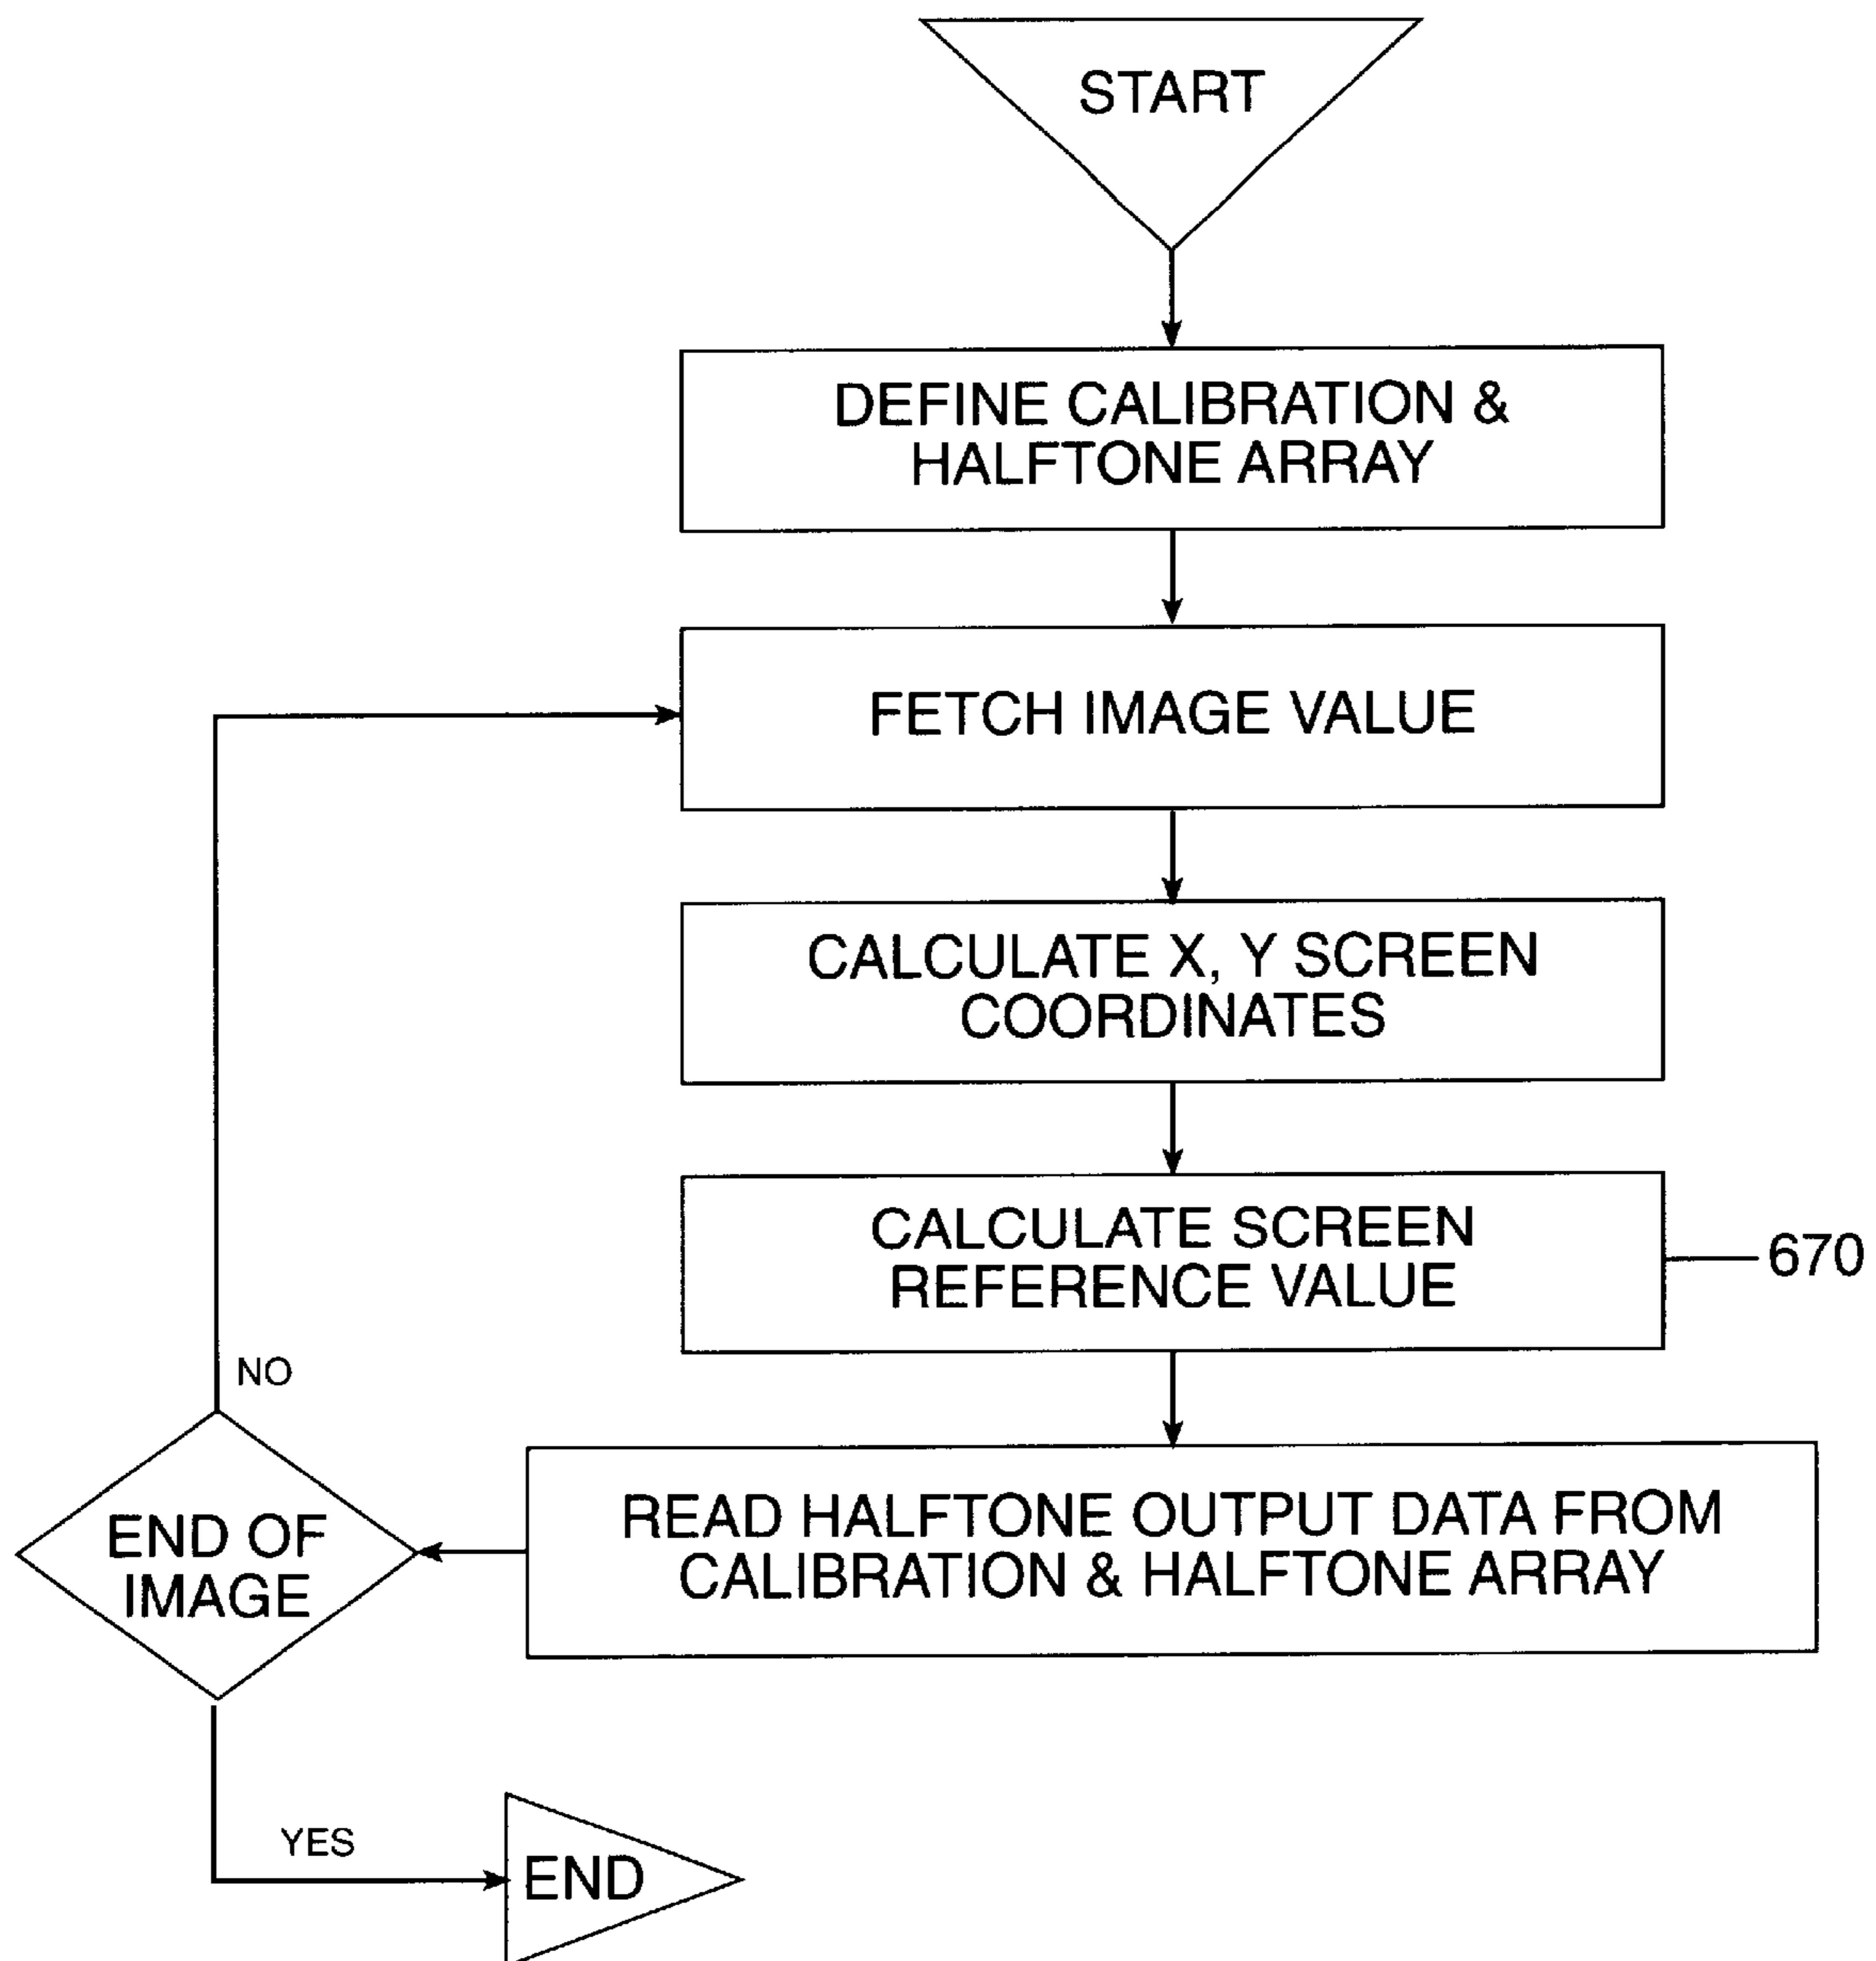 START
DEFINE CALIBRATION &
HALFTONE ARRAY
FETCH IMAGE VALUE
CALCULATE X, Y SCREEN
COORDINATES
CALCULATE SCREEN
REFERENCE VALUE
670
READ HALFTONE OUTPUT DATA FROM
CALIBRATION & HALFTONE ARRAY
NO
END OF
IMAGE
YES
END